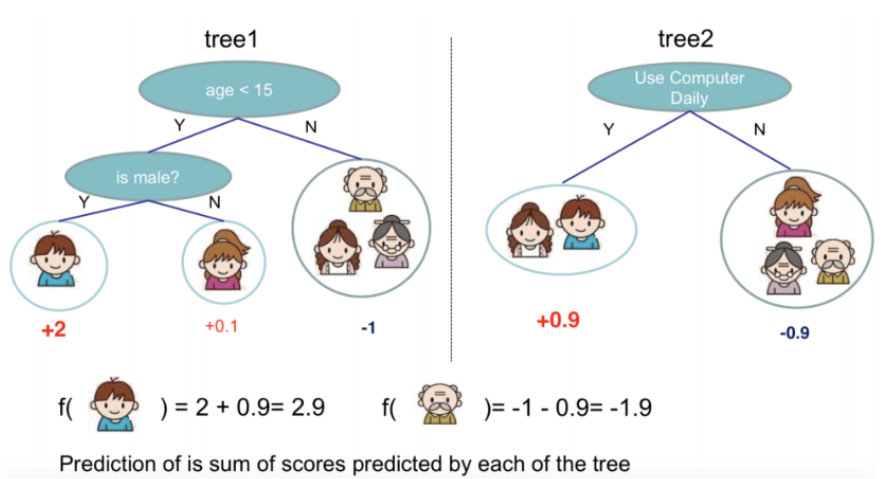 tree1
tree2
age < 15
Use Computer
Daily
Y
N
Y
N
is male?
Y
N
+2
+0.1
-1
+0.9
-0.9
f( ) = 2 + 0.9= 2.9
f( )= -1 - 0.9= -1.9
Prediction of is sum of scores predicted by each of the tree